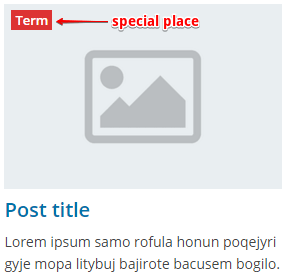 Term
special place
Post title
Lorem ipsum samo rofula honun poqejyri
gyje mopa litybuj bajirote bacusem bogilo.